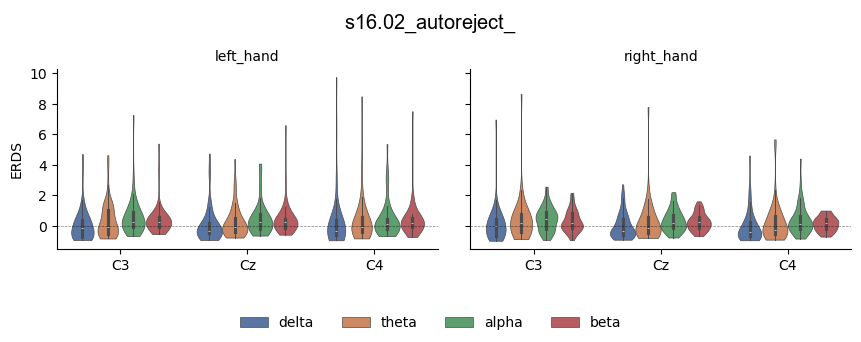 s16.02_autoreject_
left_hand
right_hand
ERDS
10
8
6
4
2
0
C3
Cz
C4
C3
Cz
C4
delta
theta
alpha
beta